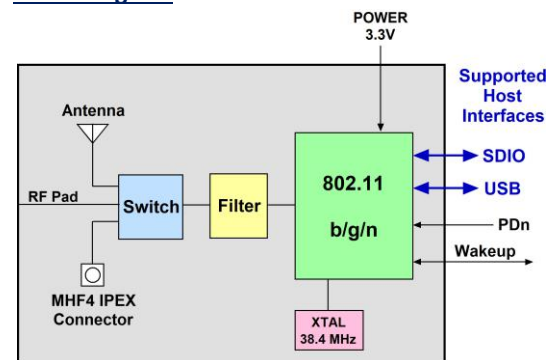 POWER
3.3V
Supported
Host
Interfaces
Antenna
SDIO
802.11
b/g/n
USB
RF Pad
Switch
Filter
PDn
Wakeup
MHF4 IPEX
Connector
XTAL
38.4 MHz